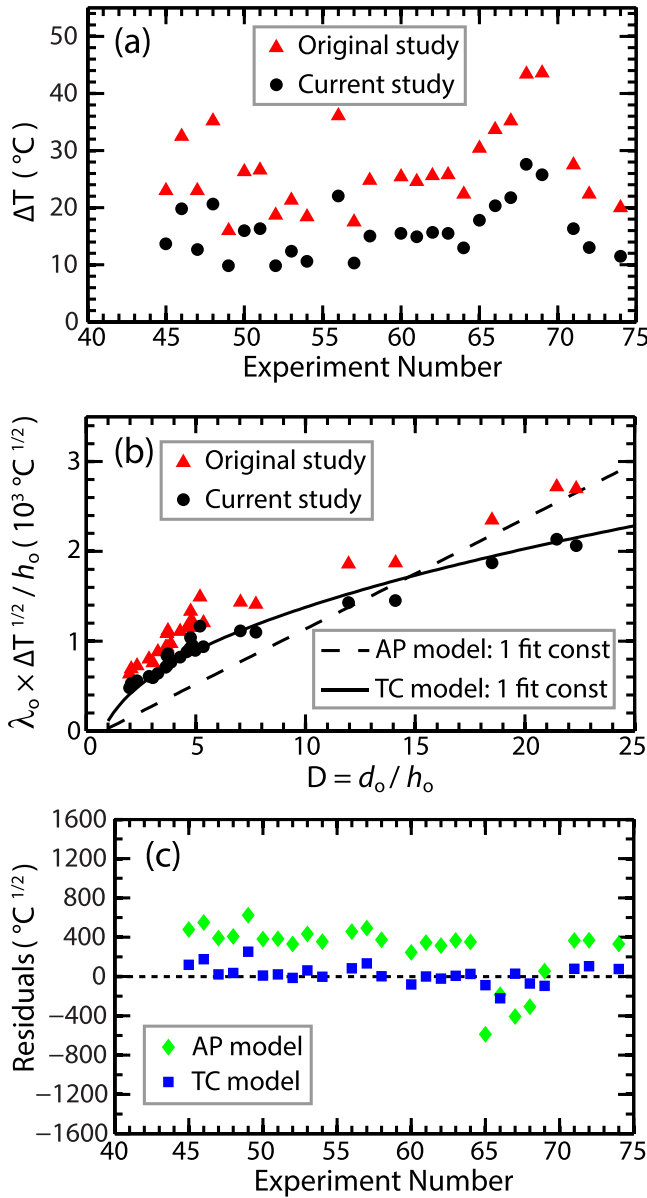 (a)
Original study
Current study
ΔT ( °C)
50
40
30
20
10
0
40 45 50 55 60 65 70 75
Experiment Number
(b)
Original study
Current study
λₒ × ΔT ¹/² / hₒ ( 10³ °C ¹/²)
3
2
1
0
AP model: 1 fit const
TC model: 1 fit const
0 5 10 15 20 25
D = dₒ / hₒ
(c)
Residuals ( °C ¹/²)
1600
1200
800
400
0
−400
−800
−1200
−1600
AP model
TC model
40 45 50 55 60 65 70 75
Experiment Number